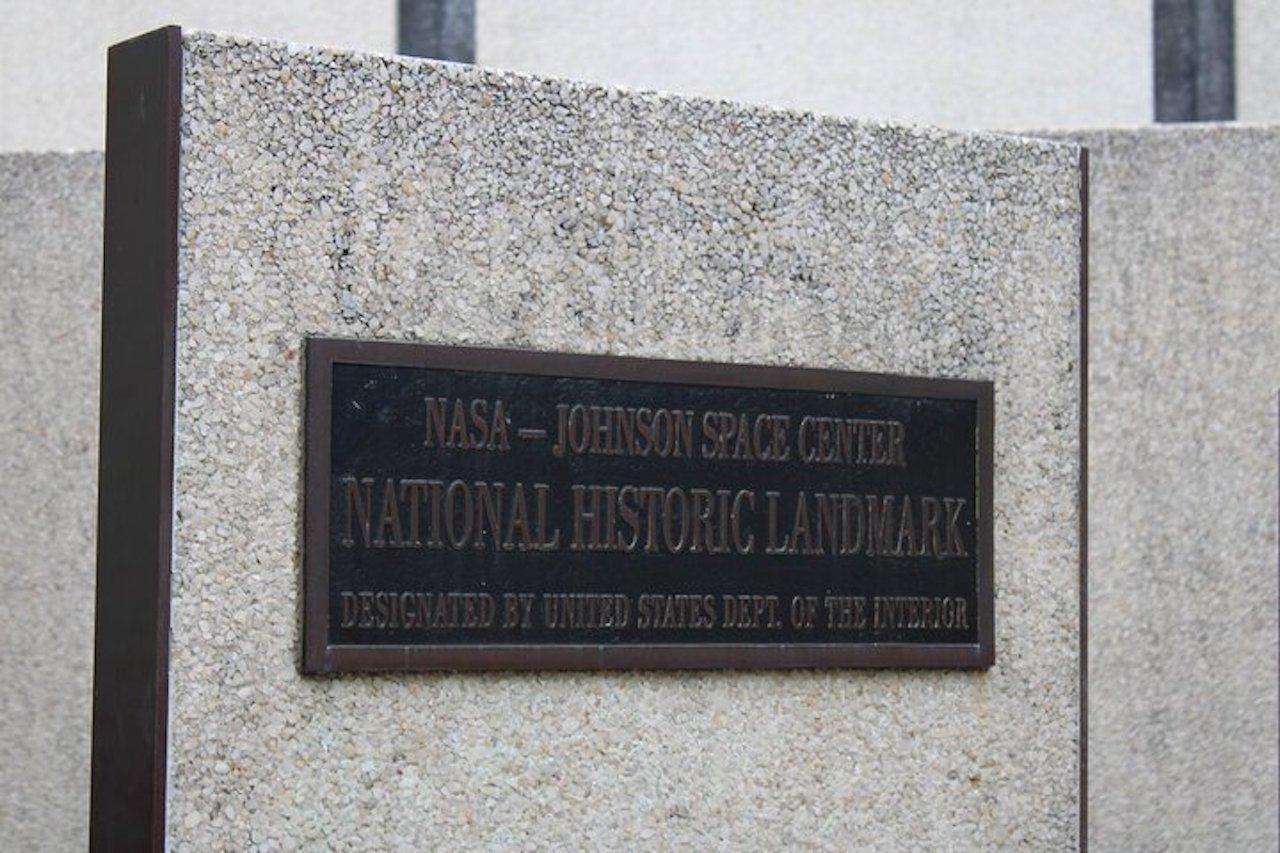 NASA – JOHNSON SPACE CENTER
NATIONAL HISTORIC LANDMARK
DESIGNATED BY UNITED STATES DEPT. OF THE INTERIOR